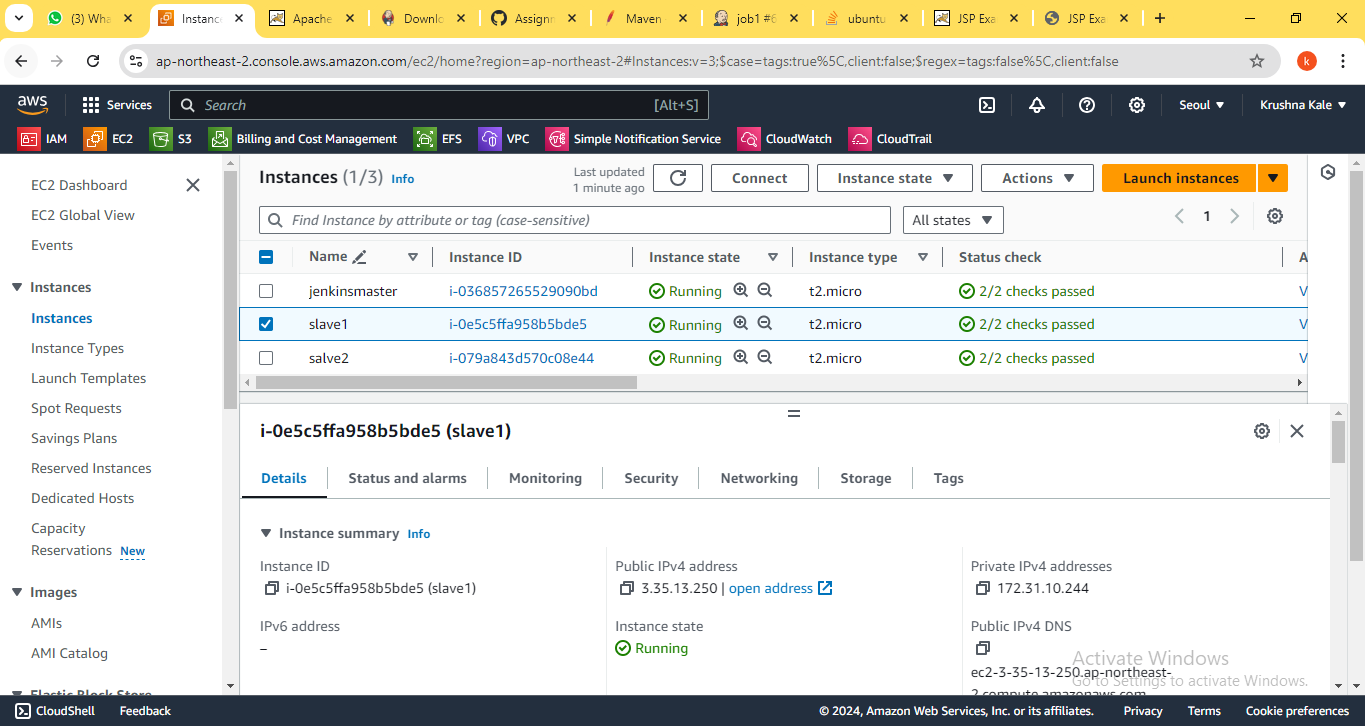 (3) Wha
Instanc
Apache
Downlo
Assignn
Maven
job1 #6
ubuntu
JSP Exa
JSP Exa
ap-northeast-2.console.aws.amazon.com/ec2/home?region=ap-northeast-2#Instances:v=3;$case=tags:true%5C,client:false;$regex=tags:false%5C,client:false
k
aws
Services
Search
[Alt+S]
Seoul
Krushna Kale
IAM
EC2
S3
Billing and Cost Management
EFS
VPC
Simple Notification Service
CloudWatch
CloudTrail
EC2 Dashboard
EC2 Global View
Events
Instances
Instances
Instance Types
Launch Templates
Spot Requests
Savings Plans
Reserved Instances
Dedicated Hosts
Capacity
Reservations New
Images
AMIs
AMI Catalog
Elastic Block Store
Instances (1/3) Info
Last updated
1 minute ago
Connect
Instance state
Actions
Launch instances
Find Instance by attribute or tag (case-sensitive)
All states
1
Name Instance ID Instance state Instance type Status check A
jenkinsmaster i-036857265529090bd Running t2.micro 2/2 checks passed V
slave1 i-0e5c5ffa958b5bde5 Running t2.micro 2/2 checks passed V
salve2 i-079a843d570c08e44 Running t2.micro 2/2 checks passed V
i-0e5c5ffa958b5bde5 (slave1)
Details
Status and alarms
Monitoring
Security
Networking
Storage
Tags
Instance summary Info
Instance ID
i-0e5c5ffa958b5bde5 (slave1)
Public IPv4 address
3.35.13.250 | open address
Private IPv4 addresses
172.31.10.244
IPv6 address
–
Instance state
Running
Public IPv4 DNS
ec2-3-35-13-250.ap-northeast-
2.compute.amazonaws.com
Activate Windows
Go to Settings to activate Windows.
CloudShell
Feedback
© 2024, Amazon Web Services, Inc. or its affiliates.
Privacy
Terms
Cookie preferences